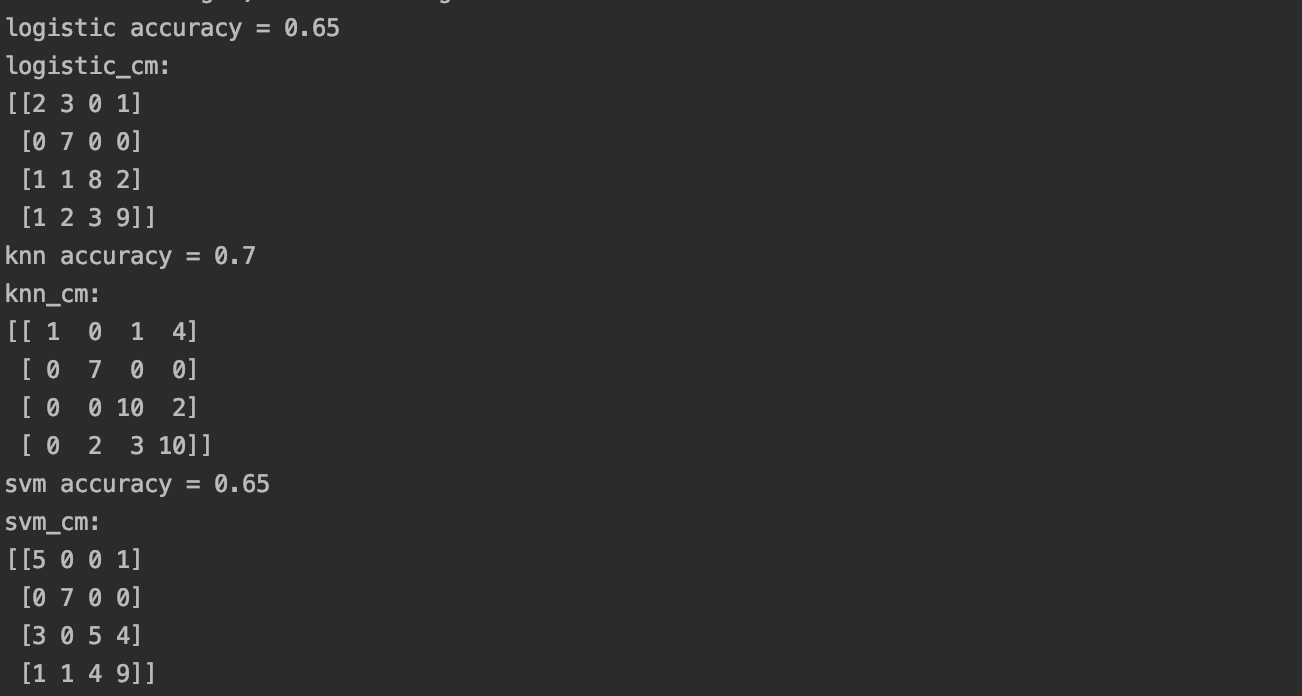 logistic accuracy = 0.65
logistic_cm:
[[2 3 0 1]
 [0 7 0 0]
 [1 1 8 2]
 [1 2 3 9]]
knn accuracy = 0.7
knn_cm:
[[ 1  0  1  4]
 [ 0  7  0  0]
 [ 0  0 10  2]
 [ 0  2  3 10]]
svm accuracy = 0.65
svm_cm:
[[5 0 0 1]
 [0 7 0 0]
 [3 0 5 4]
 [1 1 4 9]]